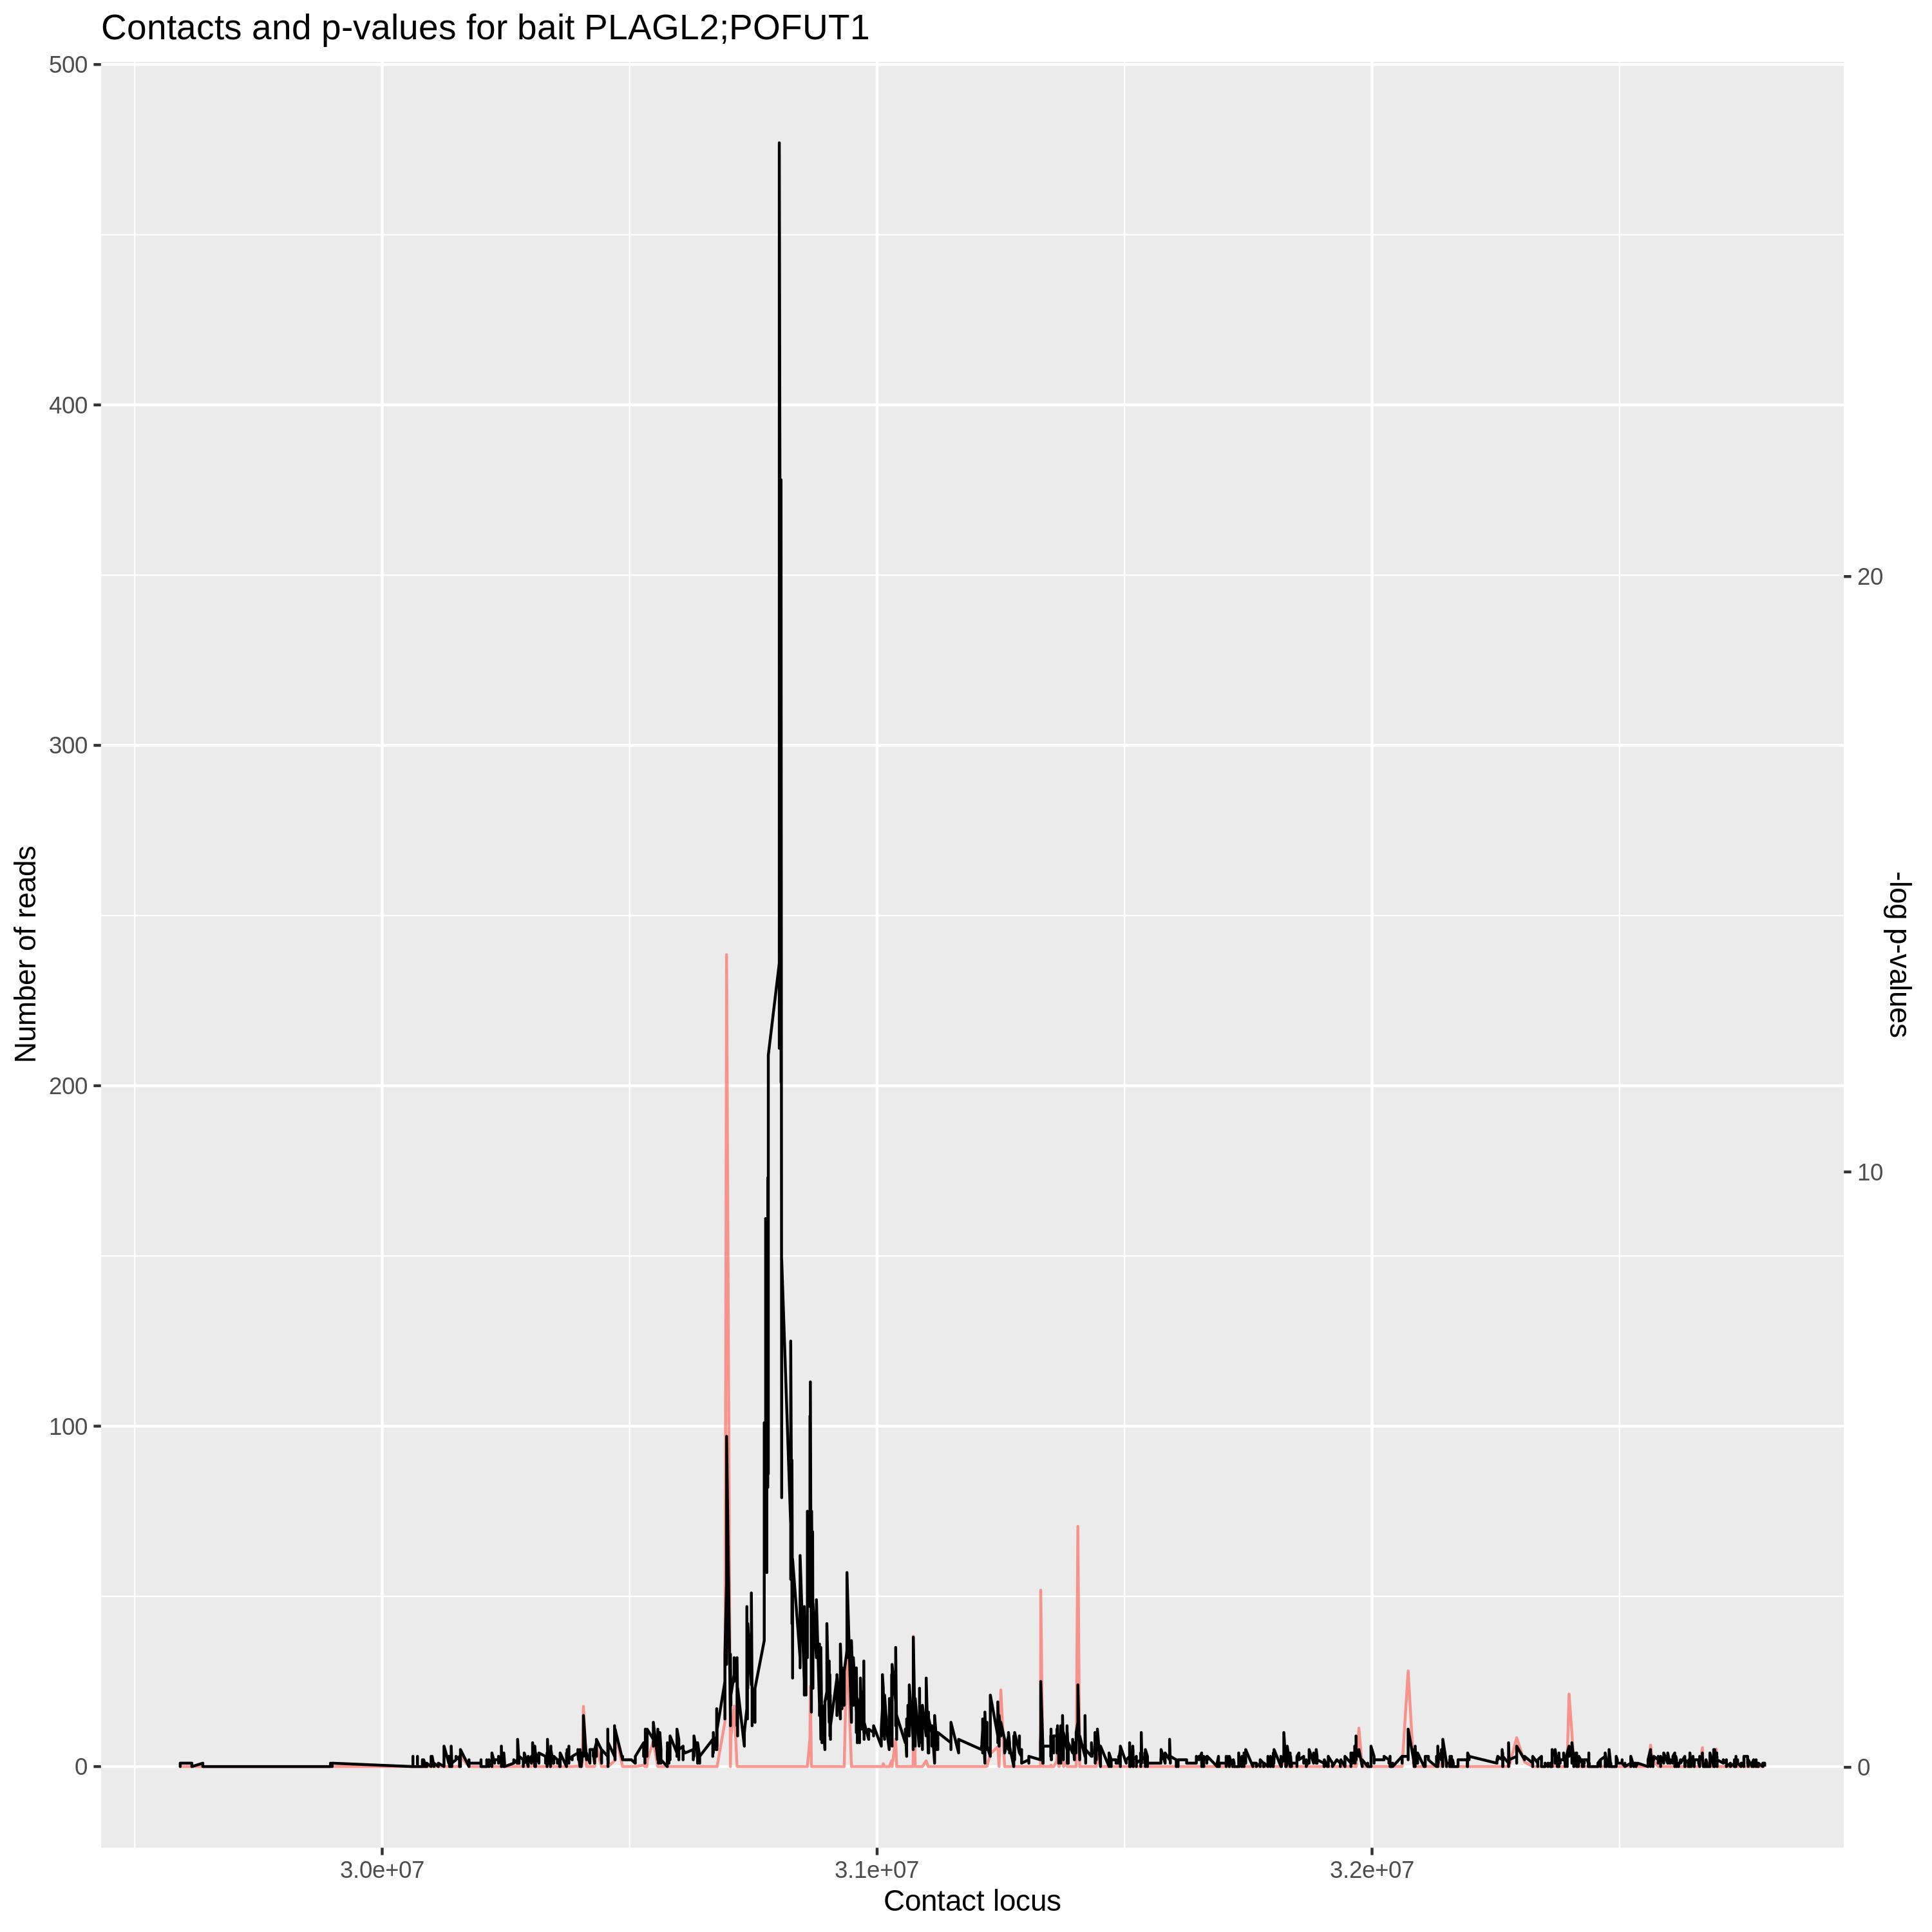 Contacts and p-values for bait PLAGL2;POFUT1
500
400
300
200
100
0
Number of reads
20
10
0
-log p-values
3.0e+07
3.1e+07
3.2e+07
Contact locus